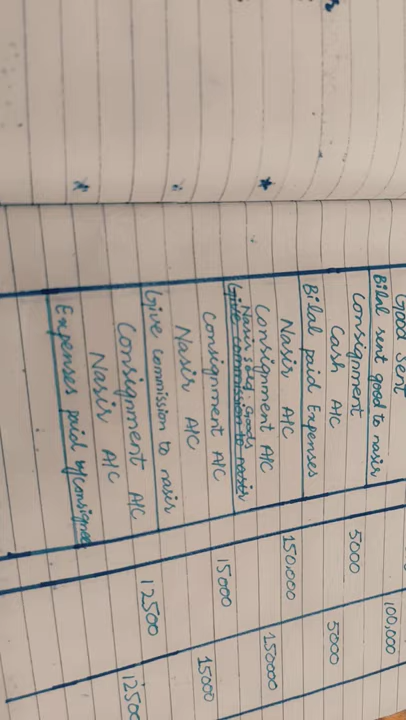 Good Sent 100,000
Bilal sent good to nasir
Consignment 5000
Cash A/C 5000
Bilal paid Expenses
Nasir A/C 150,000
Consignment A/C 150000
Nasir goods
Give commission to nasir
Consignment A/C 15000
Nasir A/C 15000
Give commission to nasir
Consignment A/C 12500
Nasir A/C 12500
Expenses paid by consignee